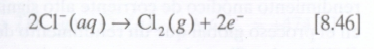 2Cl⁻(aq) → Cl₂(g) + 2e⁻ [8.46]